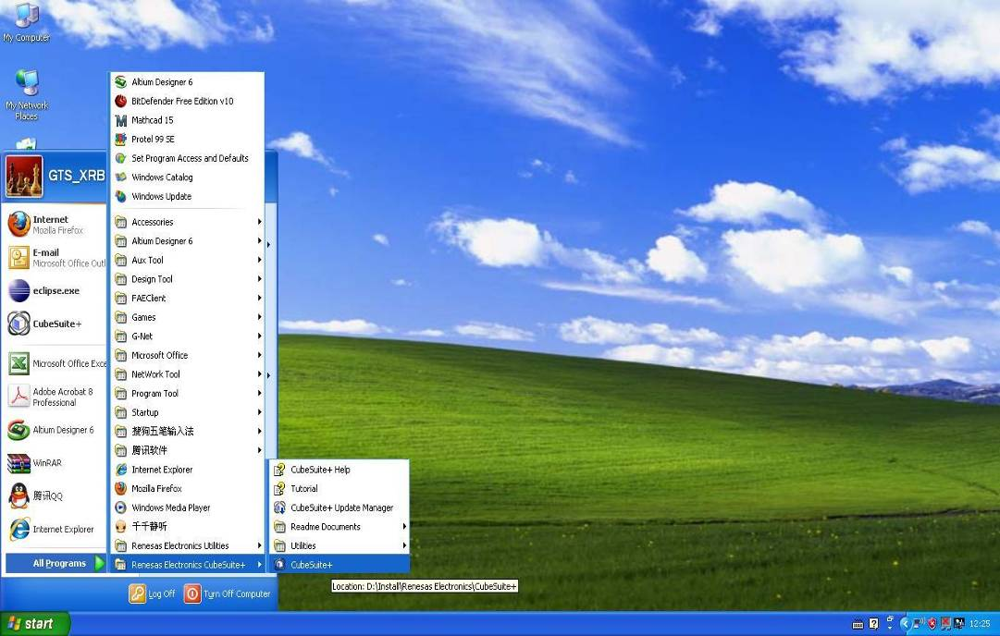 My Computer
My Network
Places
GTS_XRB
Internet
Mozilla Firefox
E-mail
Microsoft Office Outl
eclipse.exe
CubeSuite+
Microsoft Office Exce
Adobe Acrobat 8
Professional
Altium Designer 6
WinRAR
腾讯QQ
Internet Explorer
All Programs
Altium Designer 6
BitDefender Free Edition v10
Mathcad 15
Protel 99 SE
Set Program Access and Defaults
Windows Catalog
Windows Update
Accessories
Altium Designer 6
Aux Tool
Design Tool
FAEClient
Games
G-Net
Microsoft Office
NetWork Tool
Program Tool
Startup
搜狗五笔输入法
腾讯软件
Internet Explorer
Mozilla Firefox
Windows Media Player
千千静听
Renesas Electronics Utilities
Renesas Electronics CubeSuite+
CubeSuite+ Help
Tutorial
CubeSuite+ Update Manager
Readme Documents
Utilities
CubeSuite+
Location: D:\Install\Renesas Electronics\CubeSuite+
Log Off
Turn Off Computer
start
12:25